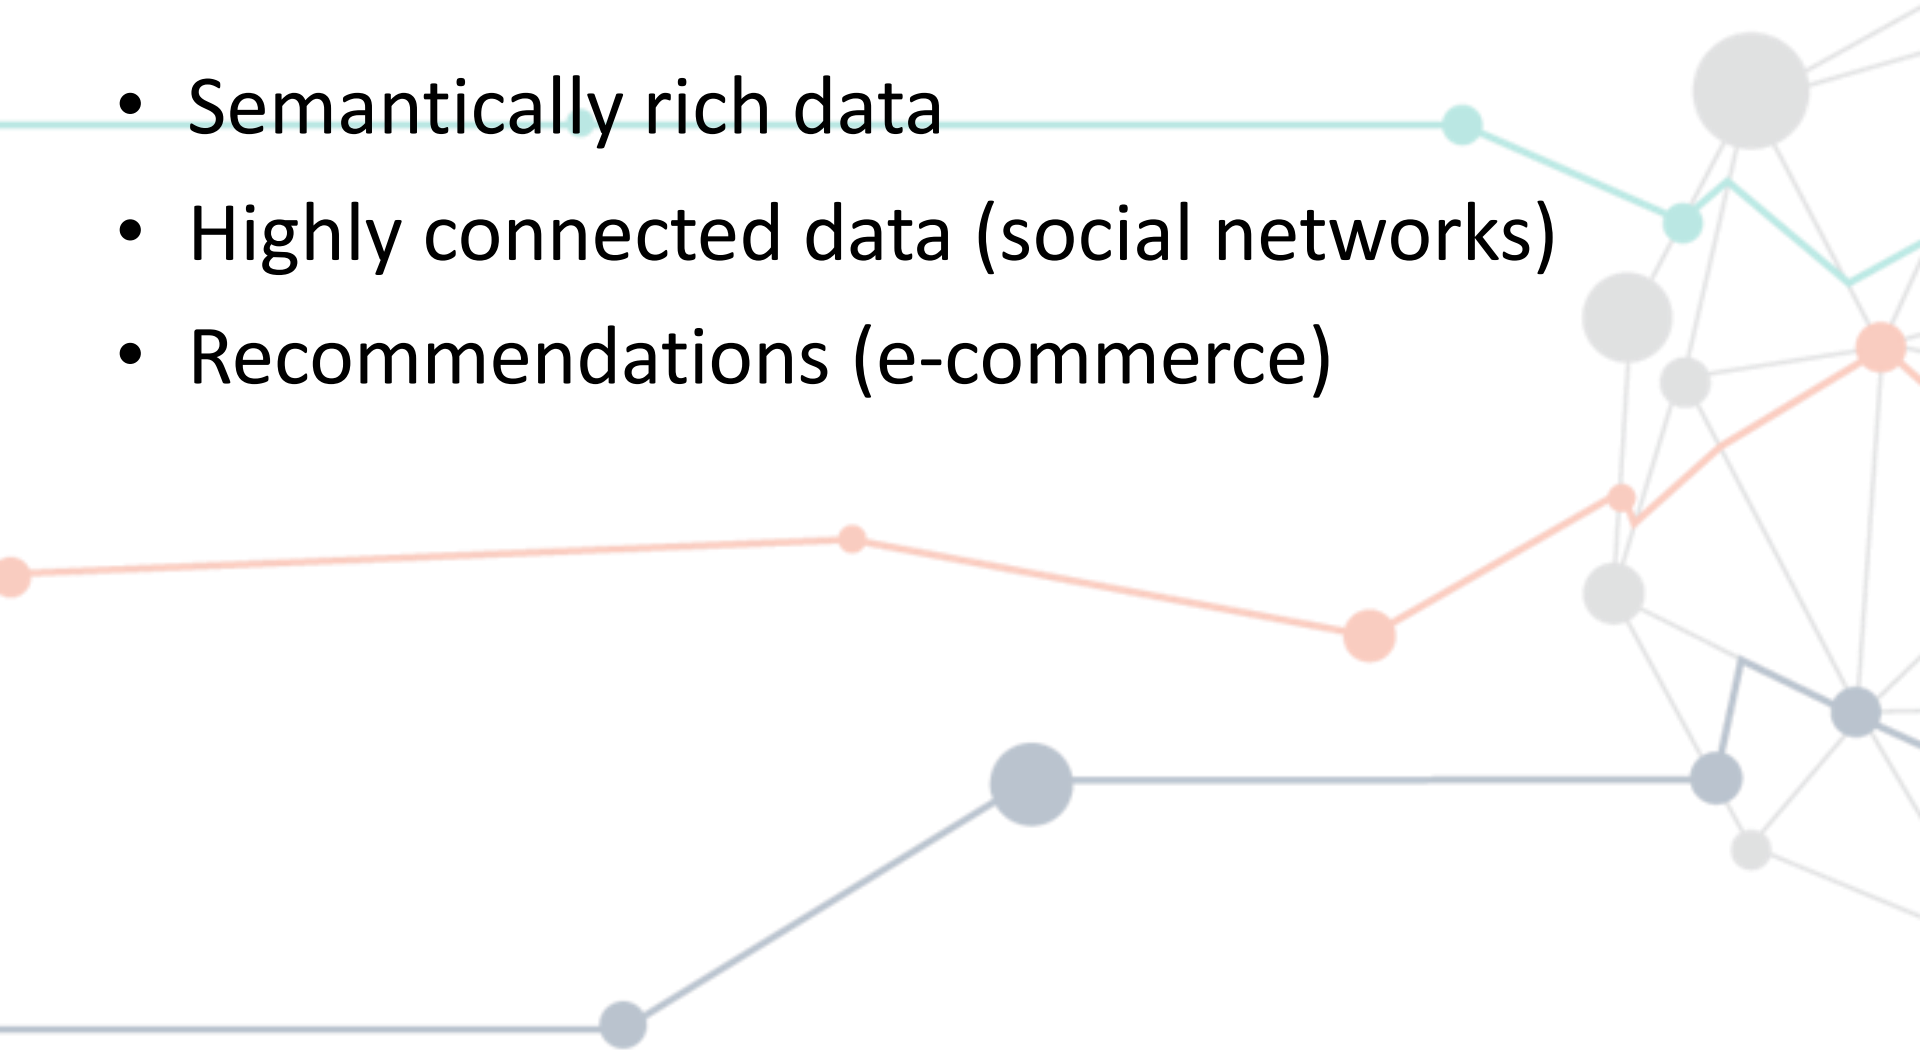 • Semantically rich data
• Highly connected data (social networks)
• Recommendations (e-commerce)